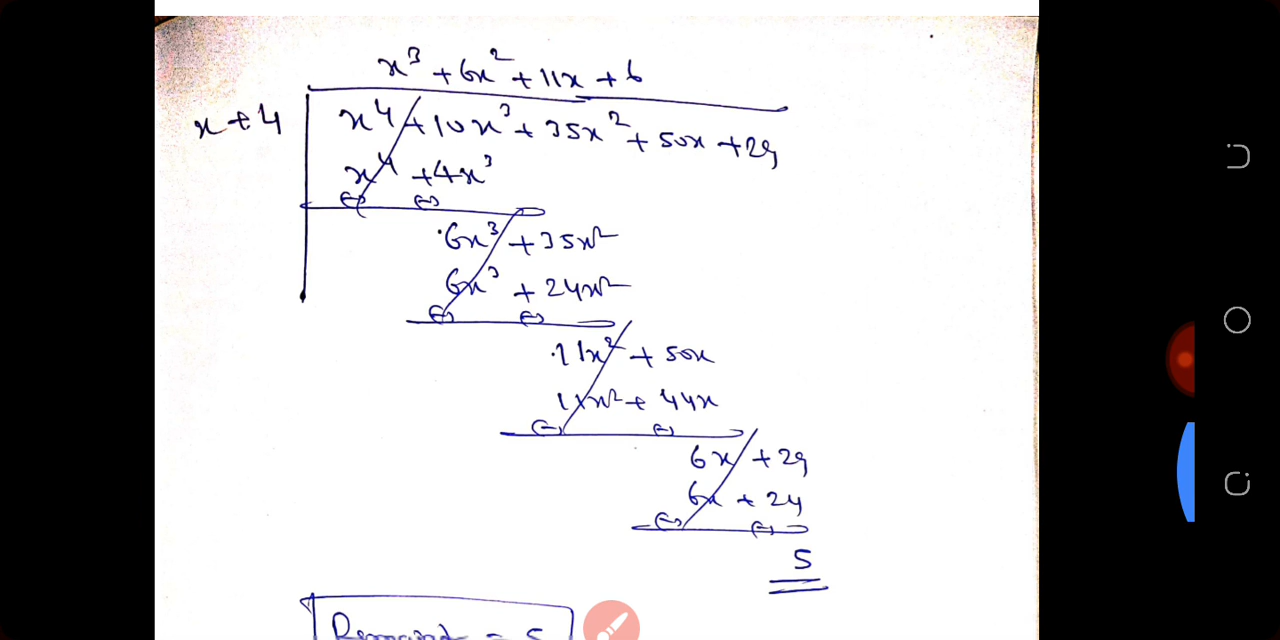 x³ + 6x² + 11x + 6
x + 4
x⁴ + 10x³ + 35x² + 50x + 29
x⁴ + 4x³
(-) (-)
6x³ + 35x²
6x³ + 24x²
(-) (-)
11x² + 50x
11x² + 44x
(-) (-)
6x + 29
6x + 24
(-) (-)
5
= 5